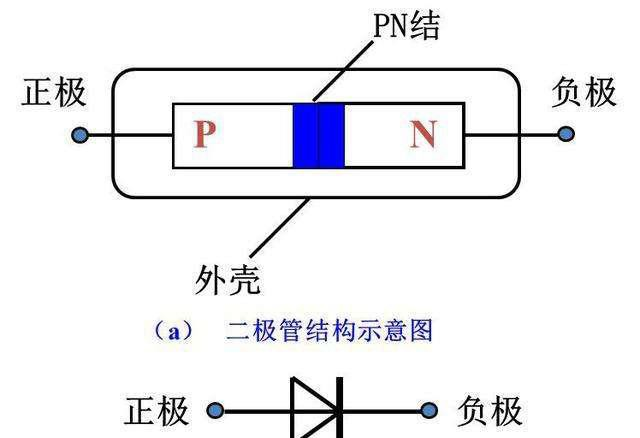 PN结
正极 负极
P N
外壳
（a） 二极管结构示意图
正极 负极